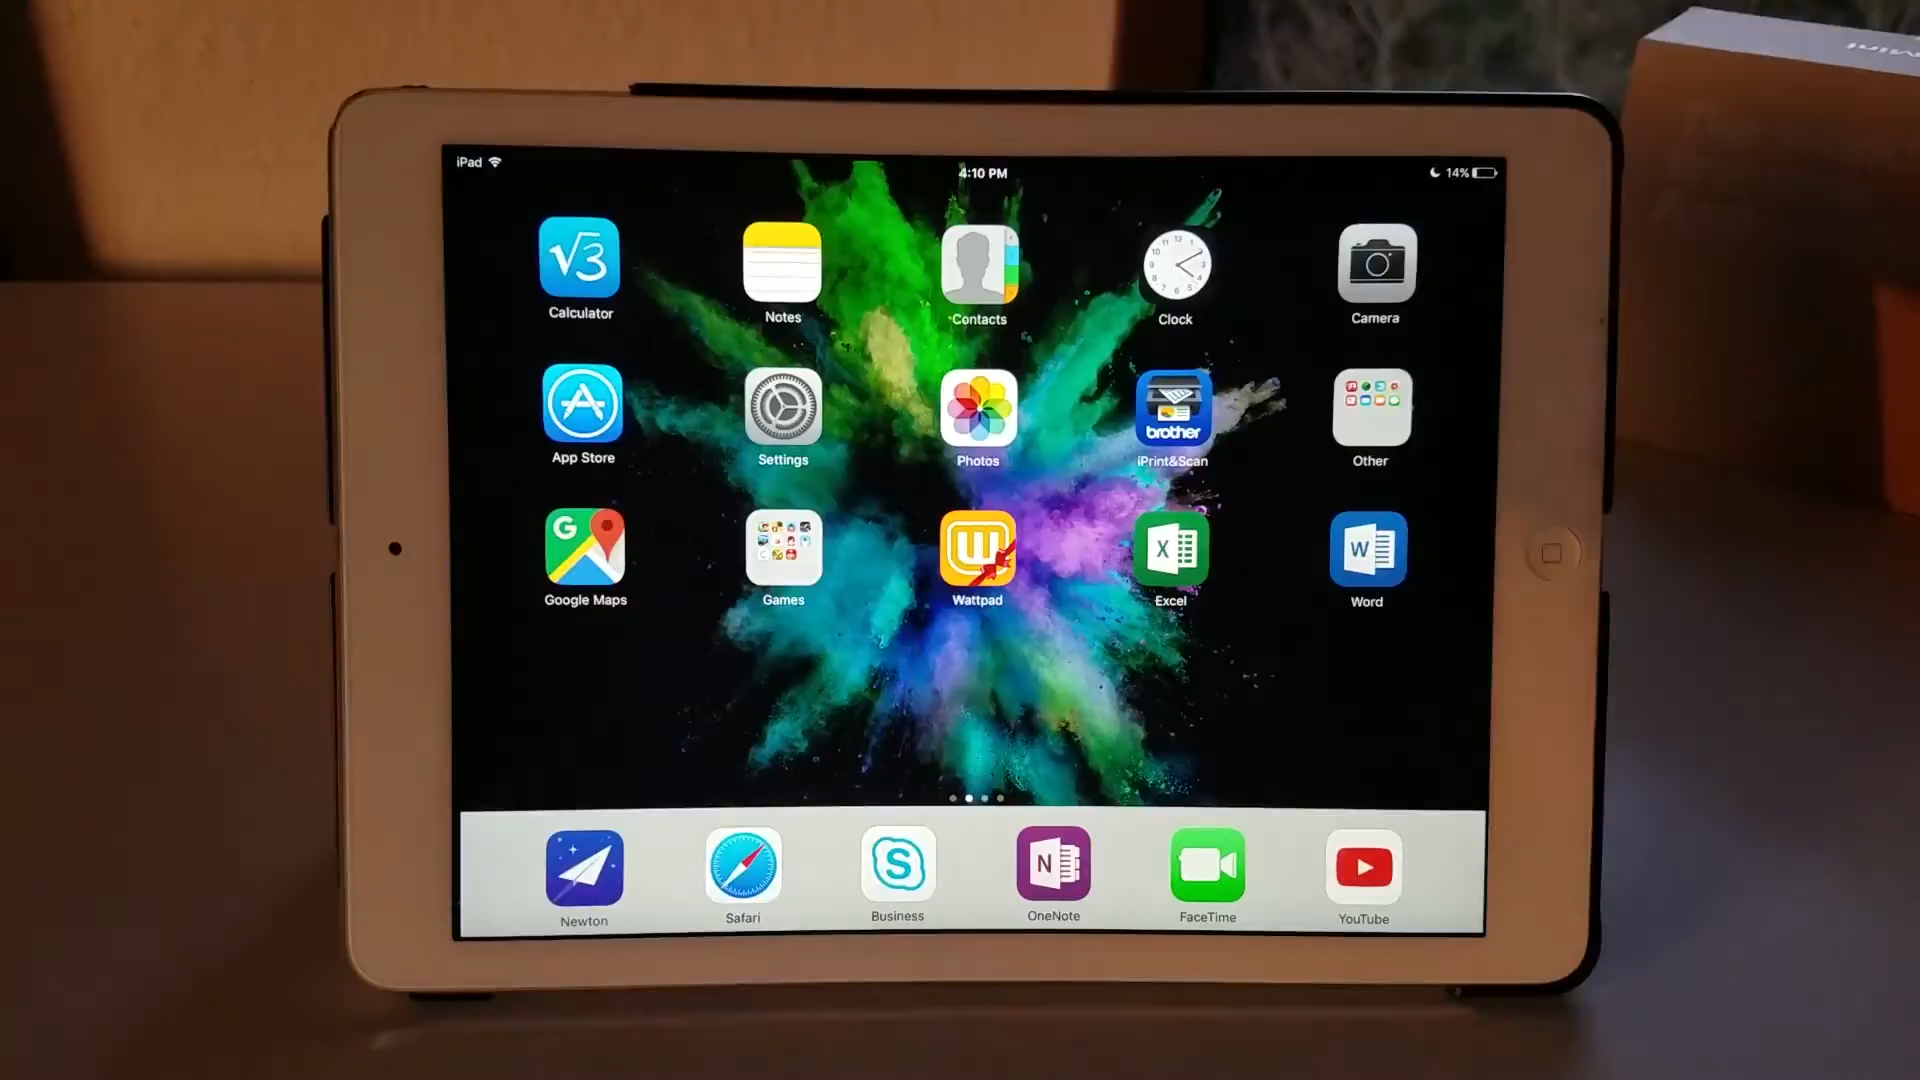 Mint
iPad
4:10 PM
14%
√3
Calculator
Notes
Contacts
Clock
Camera
App Store
Settings
Photos
brother
iPrint&Scan
Other
G
Google Maps
Games
W
Wattpad
X
Excel
W
Word
Newton
Safari
S
Business
N
OneNote
FaceTime
YouTube